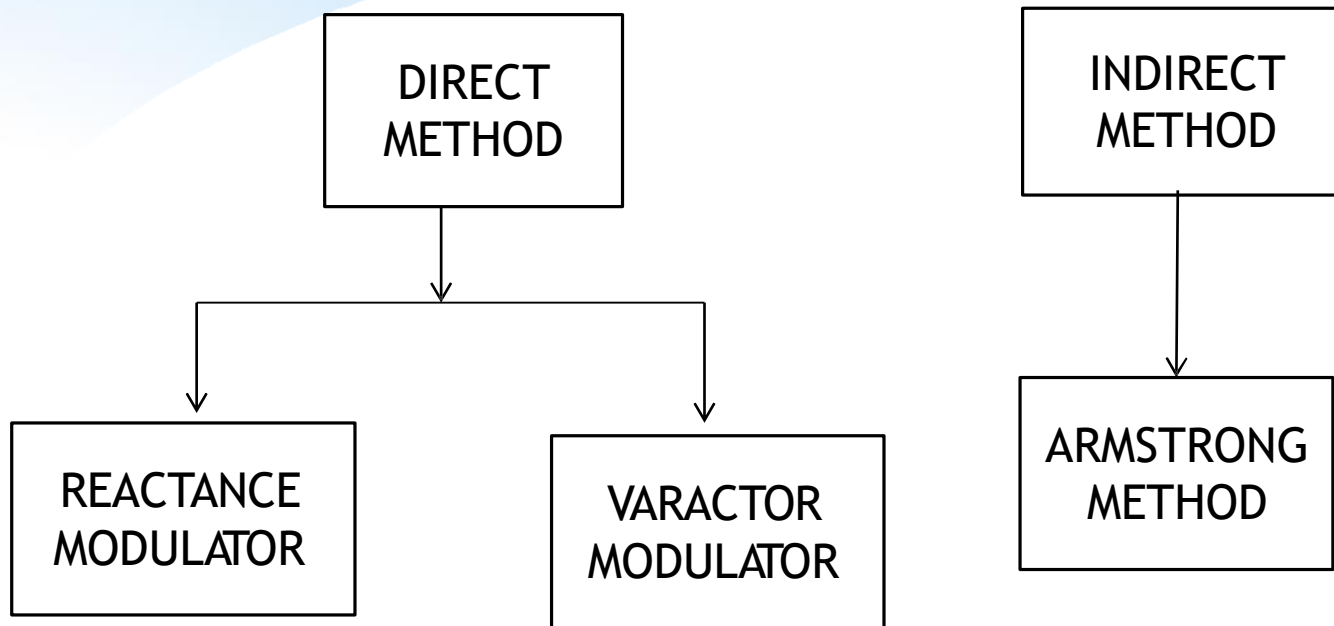 DIRECT
METHOD
INDIRECT
METHOD
REACTANCE
MODULATOR
VARACTOR
MODULATOR
ARMSTRONG
METHOD